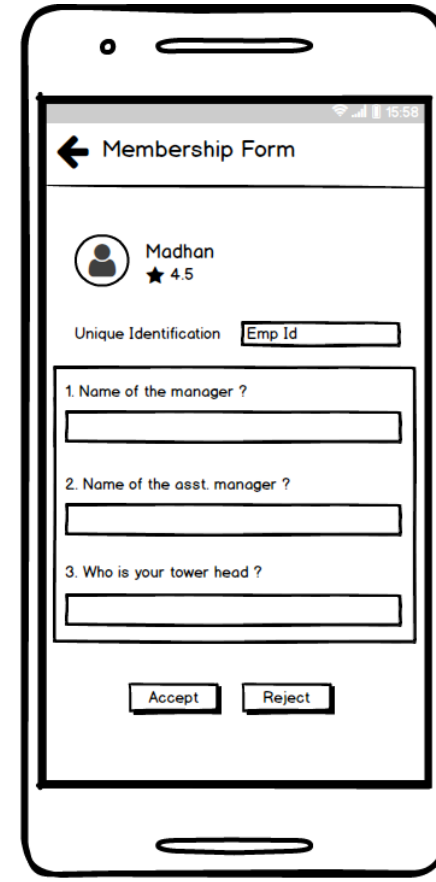 15:58
Membership Form
Madhan
4.5
Unique Identification Emp Id
1. Name of the manager ?
2. Name of the asst. manager ?
3. Who is your tower head ?
Accept Reject